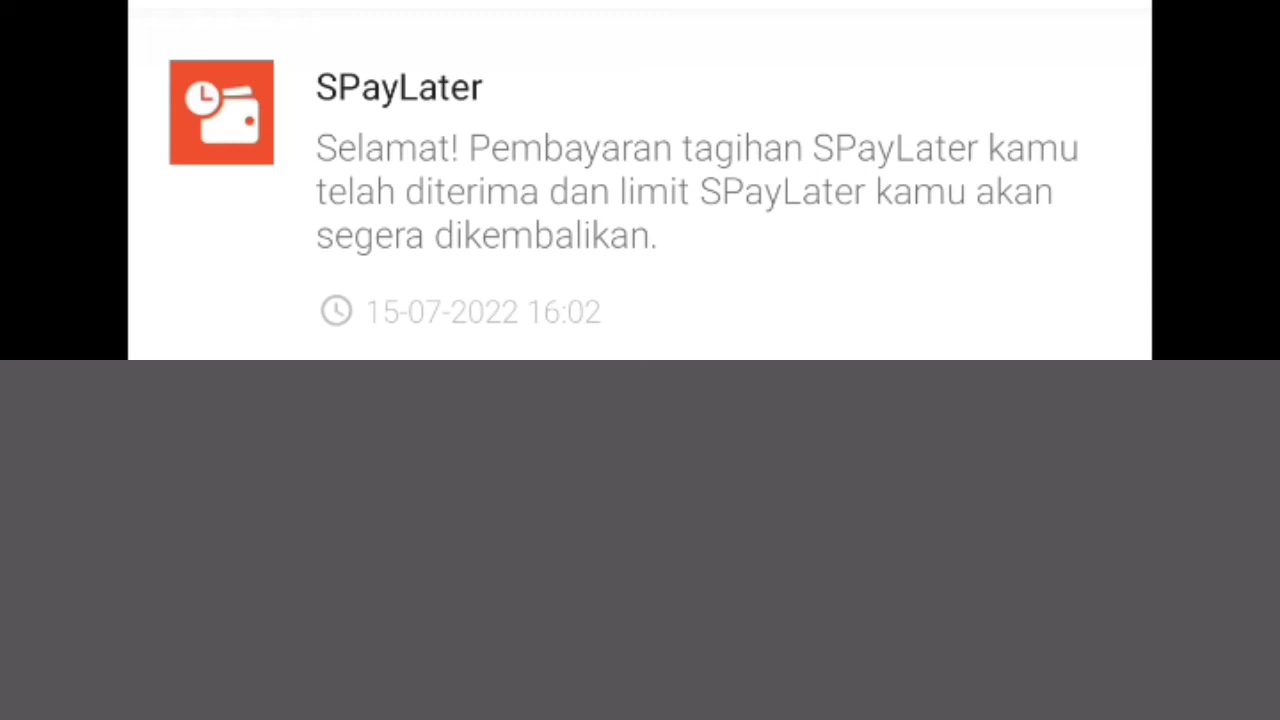 SPayLater
Selamat! Pembayaran tagihan SPayLater kamu
telah diterima dan limit SPayLater kamu akan
segera dikembalikan.
15-07-2022 16:02